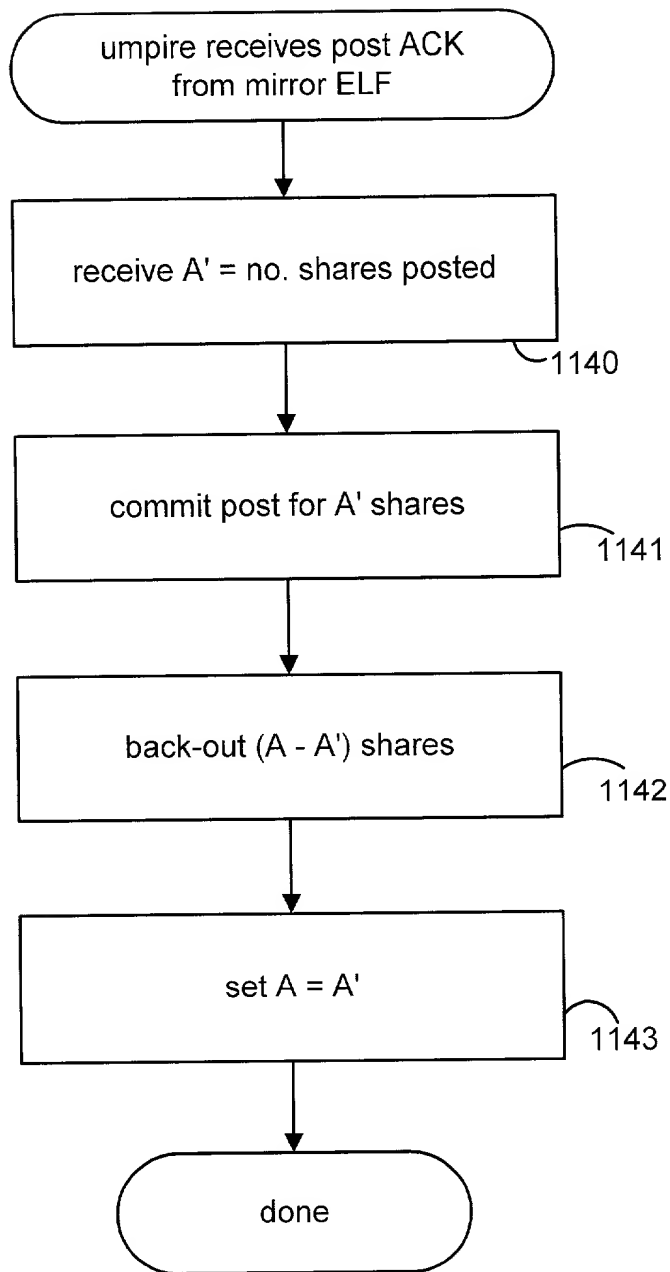 umpire receives post ACK
from mirror ELF
receive A' = no. shares posted
1140
commit post for A' shares
1141
back-out (A - A') shares
1142
set A = A'
1143
done